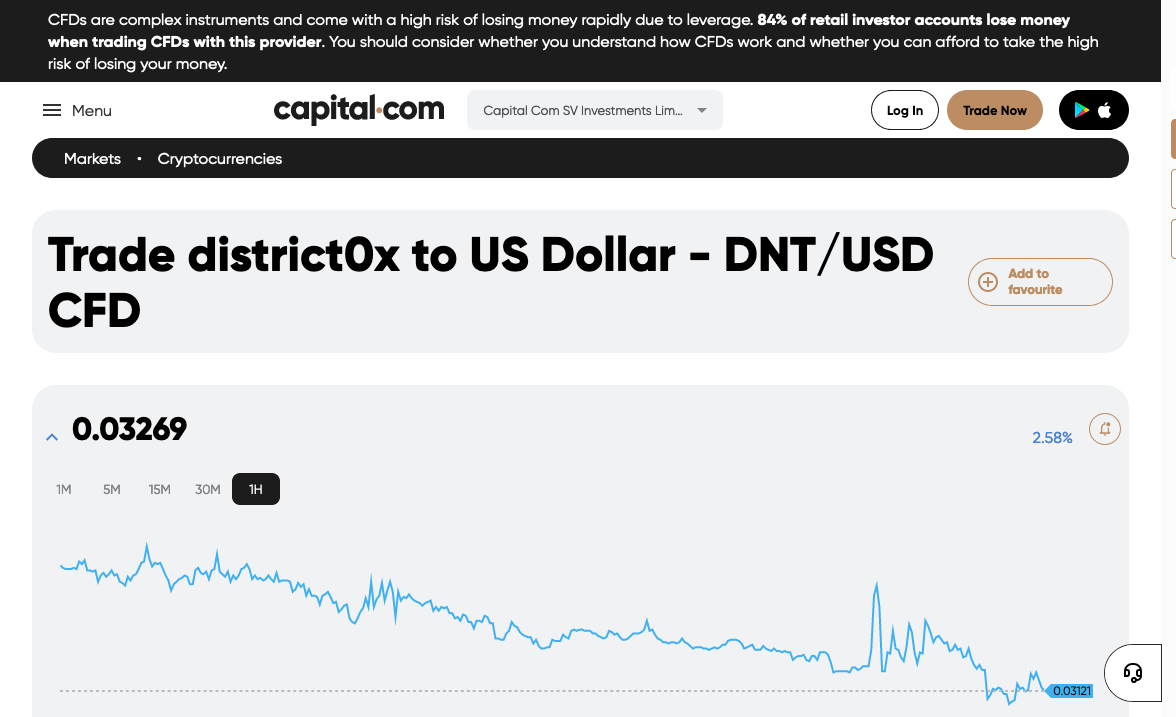 CFDs are complex instruments and come with a high risk of losing money rapidly due to leverage. 84% of retail investor accounts lose money
when trading CFDs with this provider. You should consider whether you understand how CFDs work and whether you can afford to take the high
risk of losing your money.
Menu
capital.com
Capital Com SV Investments Lim...
Log In
Trade Now
Markets • Cryptocurrencies
Trade district0x to US Dollar - DNT/USD
CFD
Add to
favourite
0.03269
2.58%
1M 5M 15M 30M 1H
0.03121